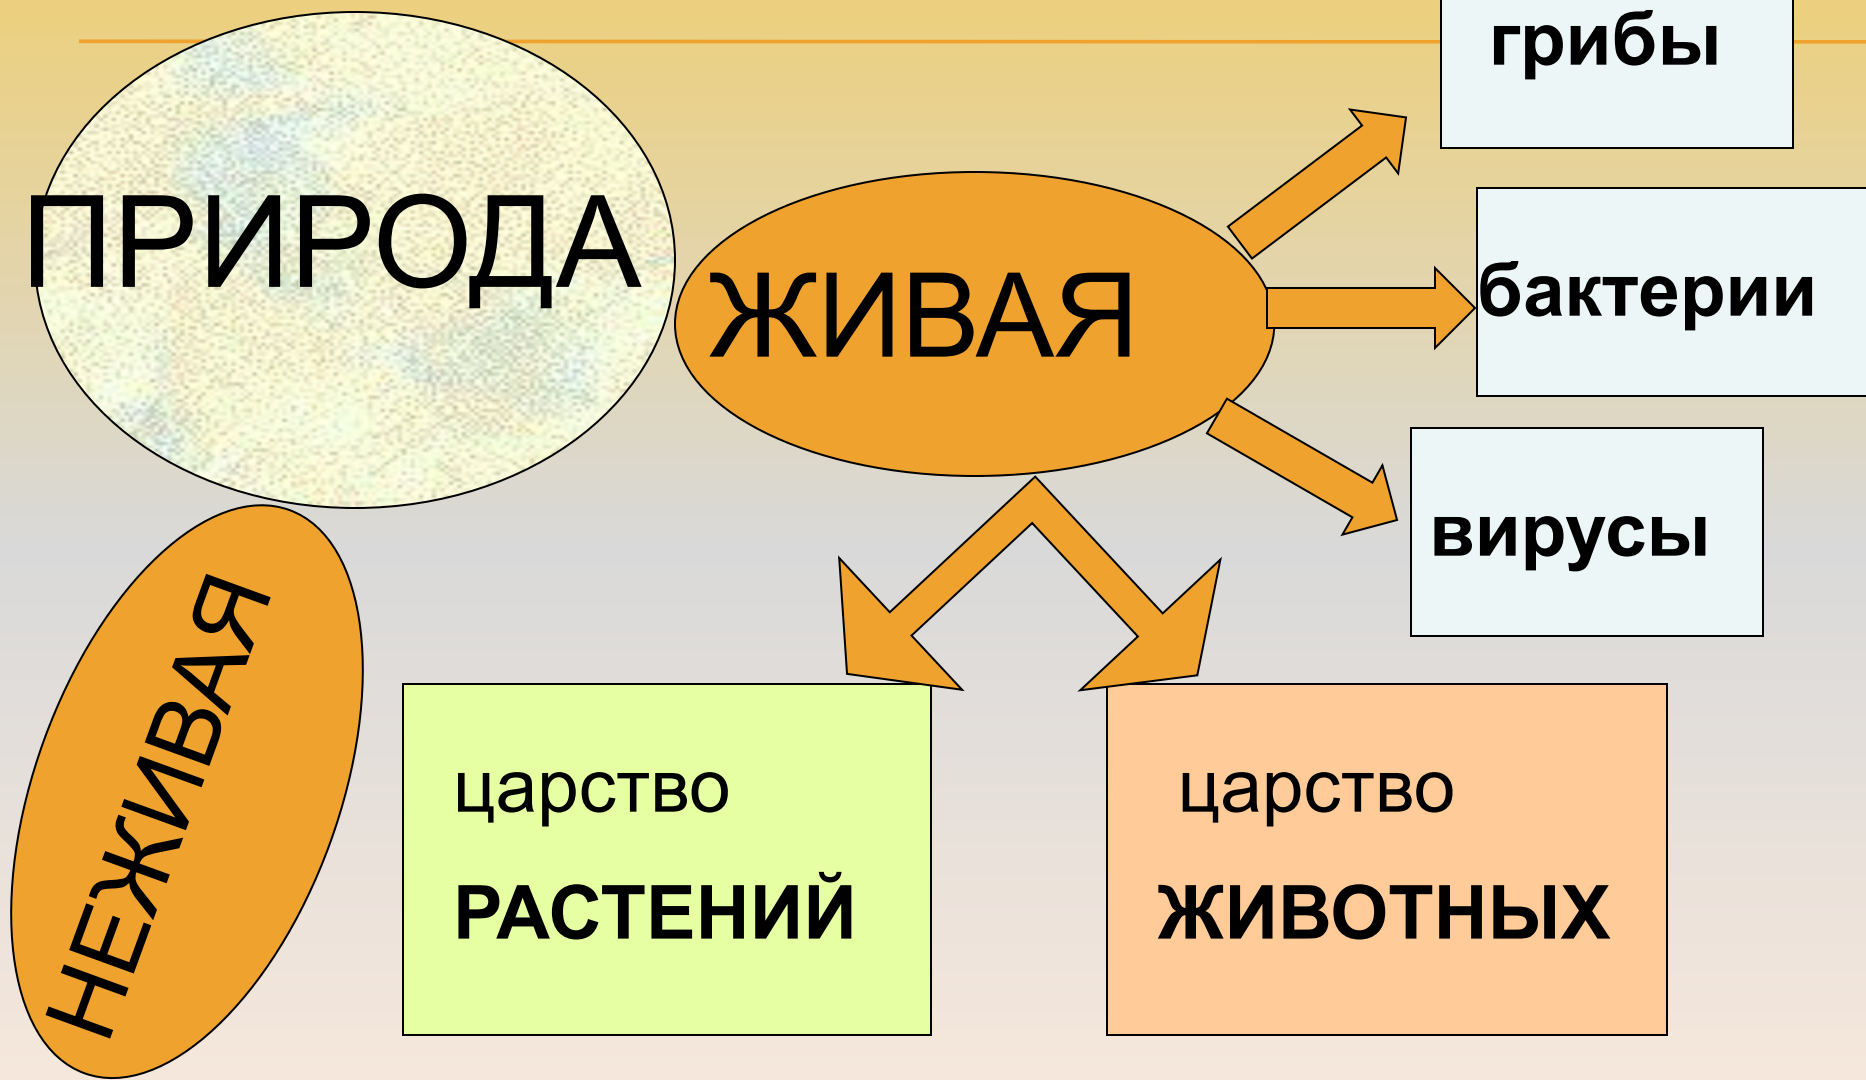 ПРИРОДА
ЖИВАЯ
НЕЖИВАЯ
грибы
бактерии
вирусы
царство
РАСТЕНИЙ
царство
ЖИВОТНЫХ